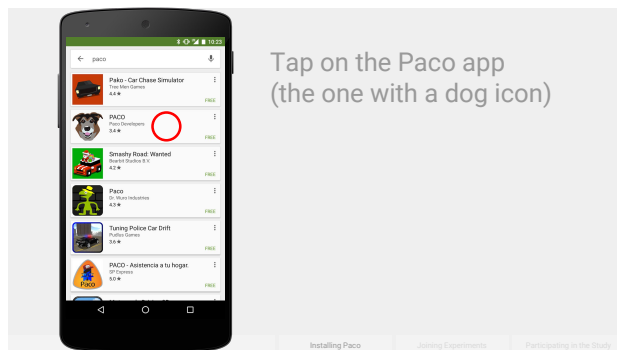 10:23
paco
Pako - Car Chase Simulator
Tree Men Games
4.4 ★
FREE
PACO
Paco Developers
3.4 ★
FREE
Smashy Road: Wanted
Bearbit Studios B.V.
4.2 ★
FREE
Paco
Dr. Wuro Industries
4.3 ★
FREE
Tuning Police Car Drift
Pudlus Games
3.6 ★
FREE
PACO - Asistencia a tu hogar.
SP Express
5.0 ★
FREE
Paco
Tap on the Paco app
(the one with a dog icon)
Installing Paco
Joining Experiments
Participating in the Study